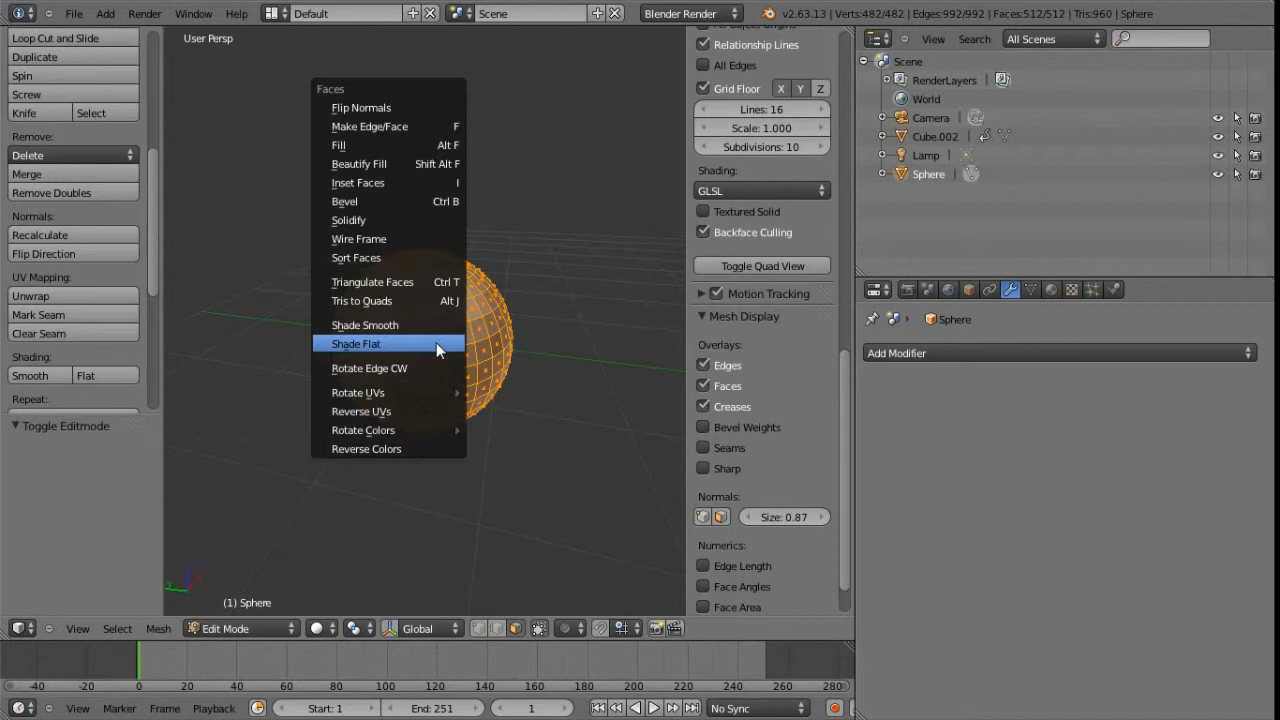 File Add Render Window Help Default Scene Blender Render v2.63.13 | Verts:482/482 | Edges:992/992 | Faces:512/512 | Tris:960 | Sphere
Loop Cut and Slide
Duplicate
Spin
Screw
Knife Select
Remove:
Delete
Merge
Remove Doubles
Normals:
Recalculate
Flip Direction
UV Mapping:
Unwrap
Mark Seam
Clear Seam
Shading:
Smooth Flat
Repeat:
Toggle Editmode
User Persp
Faces
Flip Normals
Make Edge/Face F
Fill Alt F
Beautify Fill Shift Alt F
Inset Faces I
Bevel Ctrl B
Solidify
Wire Frame
Sort Faces
Triangulate Faces Ctrl T
Tris to Quads Alt J
Shade Smooth
Shade Flat
Rotate Edge CW
Rotate UVs
Reverse UVs
Rotate Colors
Reverse Colors
(1) Sphere
Relationship Lines
All Edges
Grid Floor X Y Z
Lines: 16
Scale: 1.000
Subdivisions: 10
Shading:
GLSL
Textured Solid
Backface Culling
Toggle Quad View
Motion Tracking
Mesh Display
Overlays:
Edges
Faces
Creases
Bevel Weights
Seams
Sharp
Normals:
Size: 0.87
Numerics:
Edge Length
Face Angles
Face Area
View Search All Scenes
Scene
RenderLayers
World
Camera
Cube.002
Lamp
Sphere
Sphere
Add Modifier
View Select Mesh Edit Mode Global
-40 -20 0 20 40 60 80 100 120 140 160 180 200 220 240 260 280
View Marker Frame Playback Start: 1 End: 251 1 No Sync